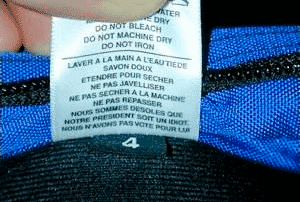 WATER
DRY
DO NOT BLEACH
DO NOT MACHINE DRY
DO NOT IRON
LAVER A LA MAIN A L'EAU TIEDE
SAVON DOUX
ETENDRE POUR SECHER
NE PAS JAVELLISER
NE PAS SECHER A LA MACHINE
NE PAS REPASSER
NOUS SOMMES DESOLES QUE
NOTRE PRESIDENT SOIT UN IDIOT.
NOUS N'AVONS PAS VOTE POUR LUI
4